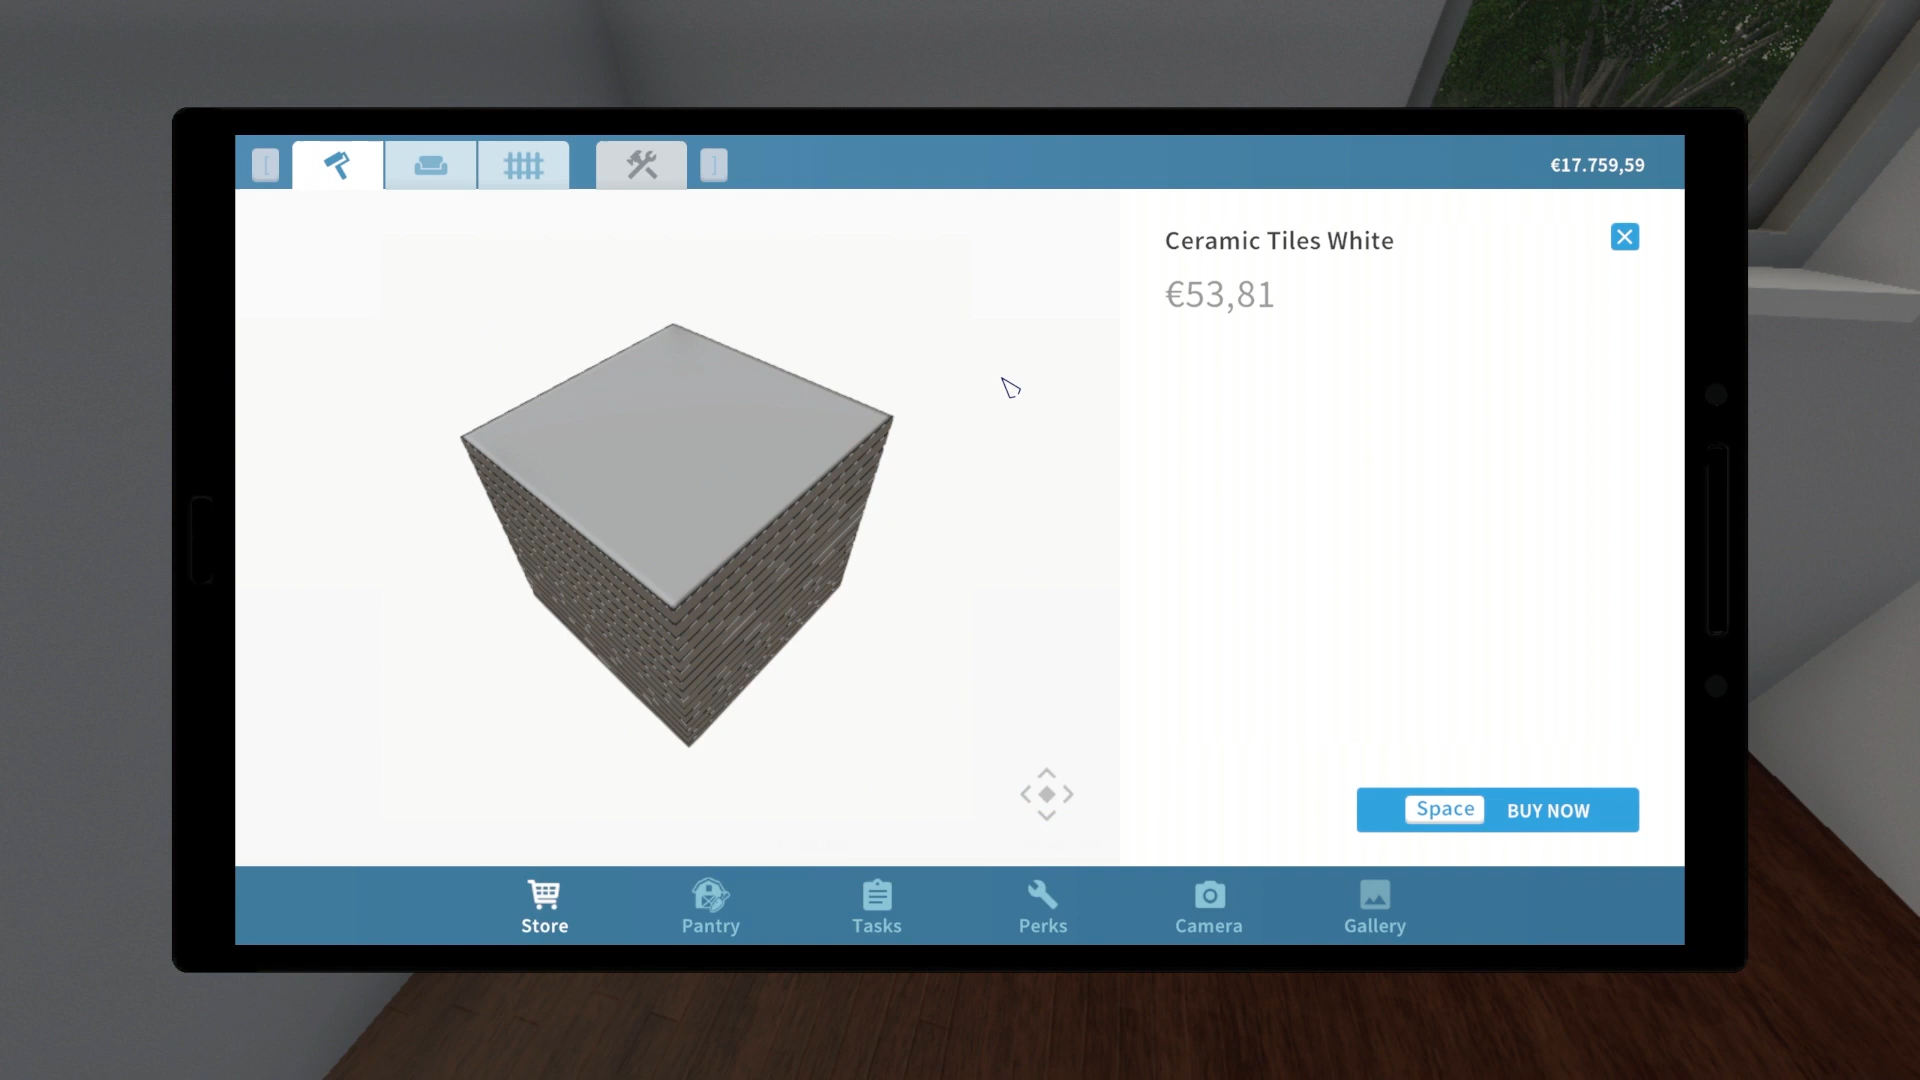 [
]
€17.759,59
Ceramic Tiles White
€53,81
Space BUY NOW
Store
Pantry
Tasks
Perks
Camera
Gallery